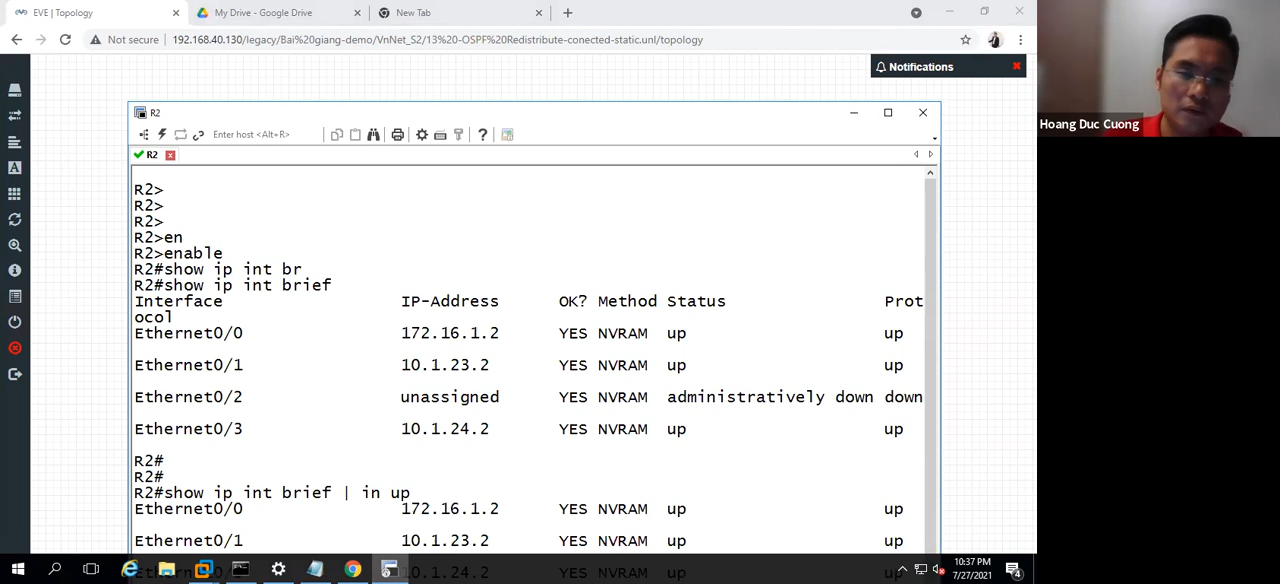 EVE | Topology
My Drive - Google Drive
New Tab
Not secure
192.168.40.130/legacy/Bai/giang-demo/VnNet_S2/13%20-OSPF%20Redistribute-conected-static.unl/topology
Notifications
Hoang Duc Cuong
R2
Enter host <Alt+R>
R2
R2>
R2>
R2>
R2>en
R2>enable
R2#show ip int br
R2#show ip int brief
Interface IP-Address OK? Method Status Prot
ocol
Ethernet0/0 172.16.1.2 YES NVRAM up up
Ethernet0/1 10.1.23.2 YES NVRAM up up
Ethernet0/2 unassigned YES NVRAM administratively down down
Ethernet0/3 10.1.24.2 YES NVRAM up up
R2#
R2#
R2#show ip int brief | in up
Ethernet0/0 172.16.1.2 YES NVRAM up up
Ethernet0/1 10.1.23.2 YES NVRAM up up
10:37 PM
7/27/2021
4